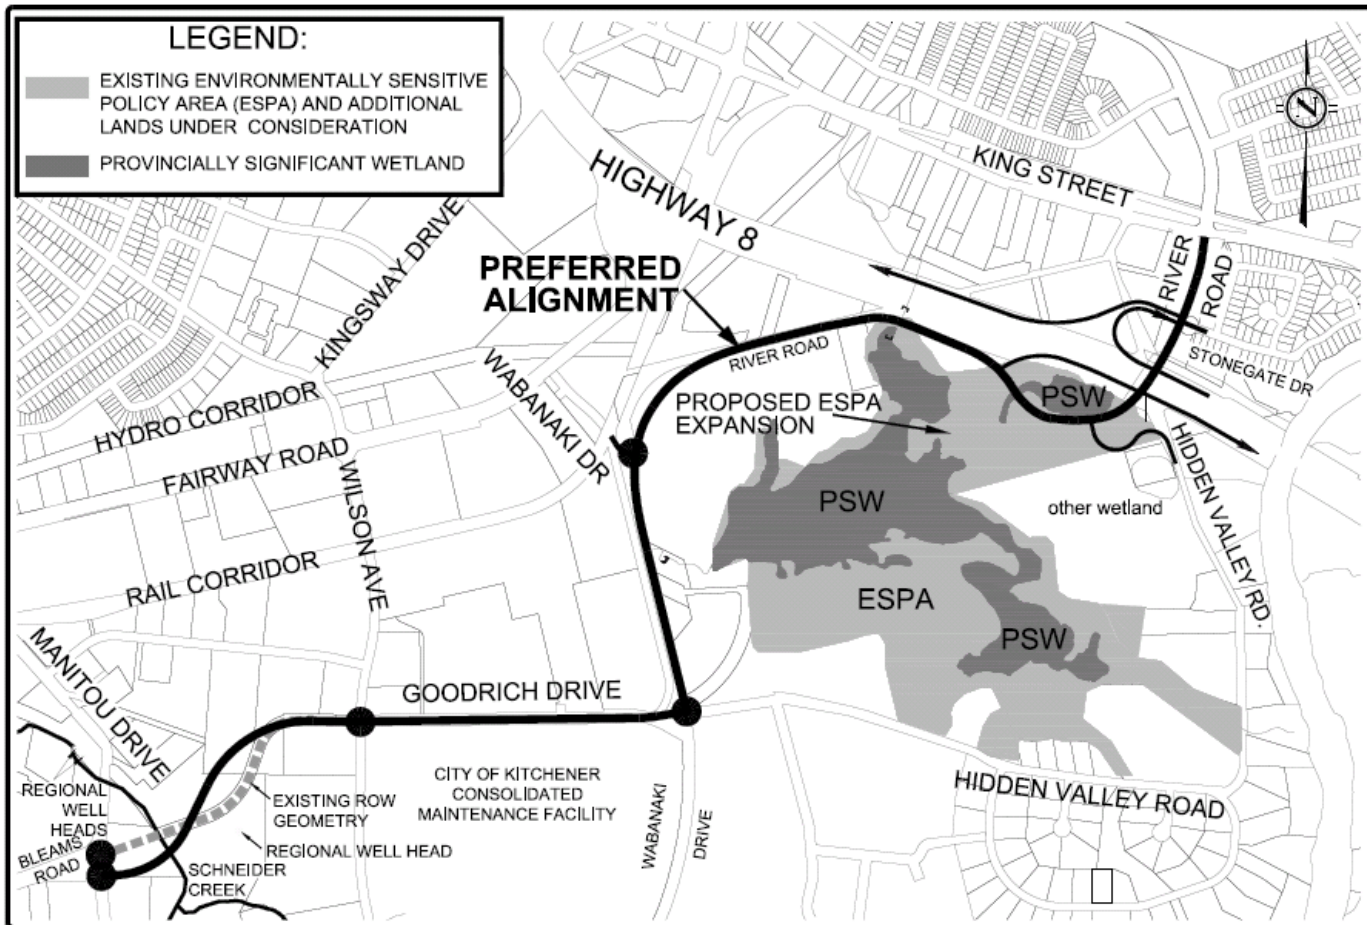 LEGEND:
EXISTING ENVIRONMENTALLY SENSITIVE
POLICY AREA (ESPA) AND ADDITIONAL
LANDS UNDER CONSIDERATION
PROVINCIALLY SIGNIFICANT WETLAND
N
KING STREET
HIGHWAY 8
KINGSWAY DRIVE
PREFERRED
ALIGNMENT
RIVER
ROAD
RIVER ROAD
STONEGATE DR
WABANAKI DR
HYDRO CORRIDOR
PROPOSED ESPA
EXPANSION
PSW
FAIRWAY ROAD
WILSON AVE
HIDDEN VALLEY RD.
PSW
other wetland
RAIL CORRIDOR
ESPA
PSW
MANITOU DRIVE
GOODRICH DRIVE
REGIONAL
WELL
HEADS
CITY OF KITCHENER
CONSOLIDATED
MAINTENANCE FACILITY
EXISTING ROW
GEOMETRY
HIDDEN VALLEY ROAD
WABANAKI
DRIVE
BLEAMS
ROAD
REGIONAL WELL HEAD
SCHNEIDER
CREEK